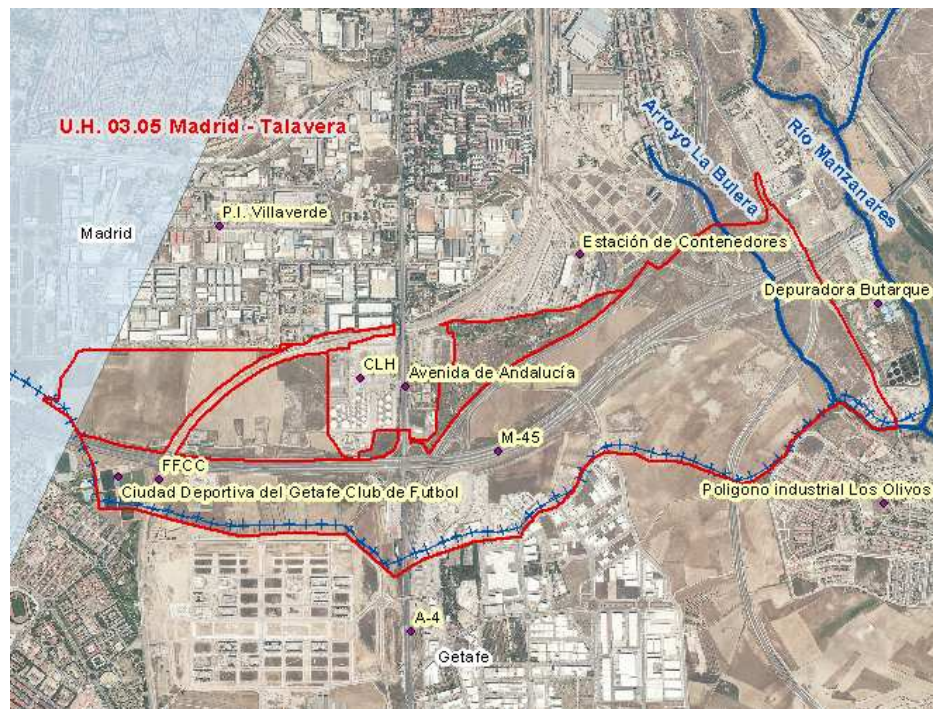 U.H. 03.05 Madrid - Talavera
Arroyo La Bulera
Río Manzanares
P.I. Villaverde
Madrid
Estación de Contenedores
Depuradora Butarque
CLH
Avenida de Andalucía
M-45
FFCC
Ciudad Deportiva del Getafe Club de Futbol
Poligono industrial Los Olivos
A-4
Getafe